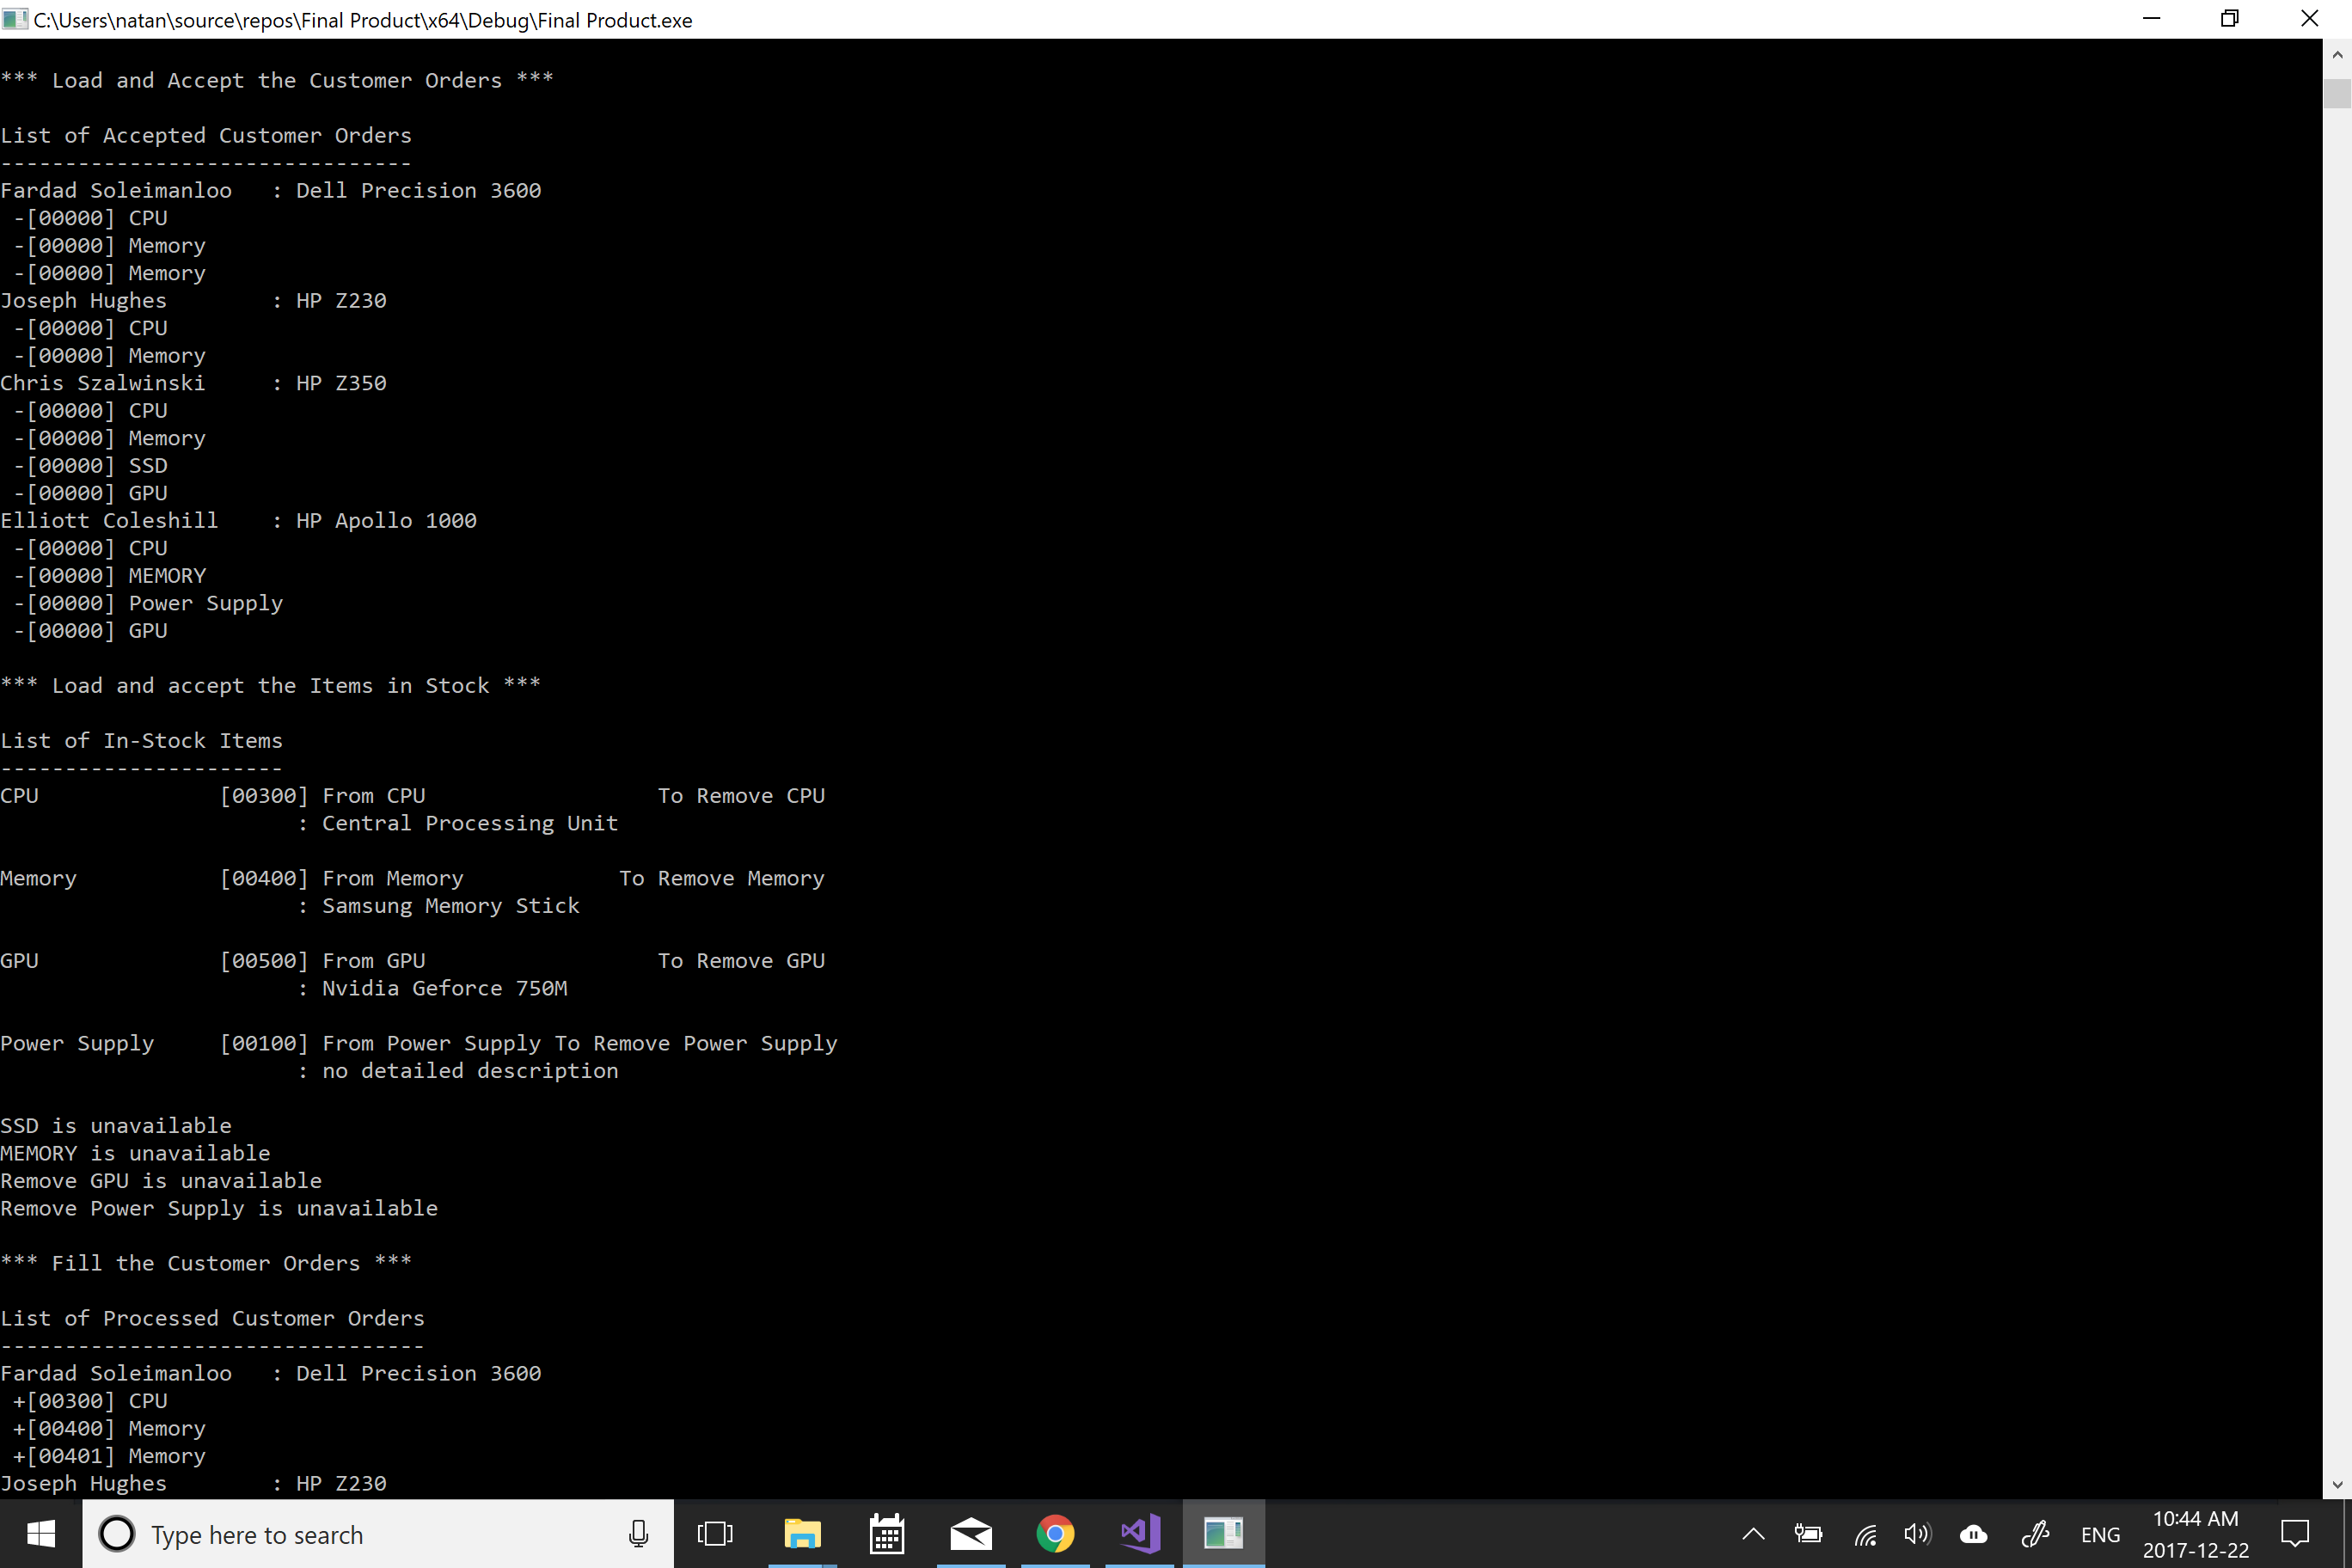 C:\Users\natan\source\repos\Final Product\x64\Debug\Final Product.exe
*** Load and Accept the Customer Orders ***
List of Accepted Customer Orders
--------------------------------
Fardad Soleimanloo   : Dell Precision 3600
 -[00000] CPU
 -[00000] Memory
 -[00000] Memory
Joseph Hughes        : HP Z230
 -[00000] CPU
 -[00000] Memory
Chris Szalwinski     : HP Z350
 -[00000] CPU
 -[00000] Memory
 -[00000] SSD
 -[00000] GPU
Elliott Coleshill    : HP Apollo 1000
 -[00000] CPU
 -[00000] MEMORY
 -[00000] Power Supply
 -[00000] GPU
*** Load and accept the Items in Stock ***
List of In-Stock Items
----------------------
CPU              [00300] From CPU                  To Remove CPU
                       : Central Processing Unit
Memory           [00400] From Memory            To Remove Memory
                       : Samsung Memory Stick
GPU              [00500] From GPU                  To Remove GPU
                       : Nvidia Geforce 750M
Power Supply     [00100] From Power Supply To Remove Power Supply
                       : no detailed description
SSD is unavailable
MEMORY is unavailable
Remove GPU is unavailable
Remove Power Supply is unavailable
*** Fill the Customer Orders ***
List of Processed Customer Orders
---------------------------------
Fardad Soleimanloo   : Dell Precision 3600
 +[00300] CPU
 +[00400] Memory
 +[00401] Memory
Joseph Hughes        : HP Z230
Type here to search
ENG
10:44 AM
2017-12-22